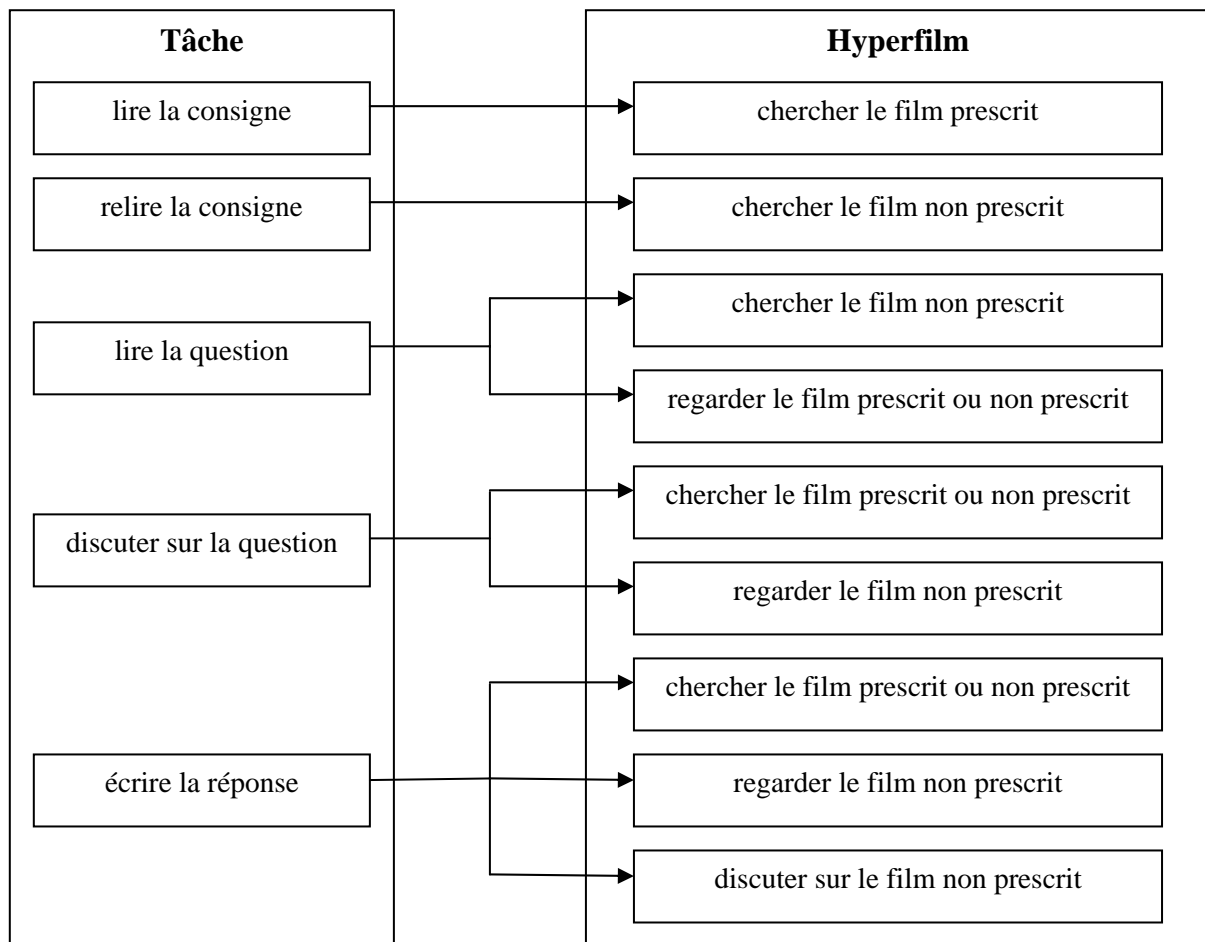 Tâche
lire la consigne
relire la consigne
lire la question
discuter sur la question
écrire la réponse
Hyperfilm
chercher le film prescrit
chercher le film non prescrit
chercher le film non prescrit
regarder le film prescrit ou non prescrit
chercher le film prescrit ou non prescrit
regarder le film non prescrit
chercher le film prescrit ou non prescrit
regarder le film non prescrit
discuter sur le film non prescrit